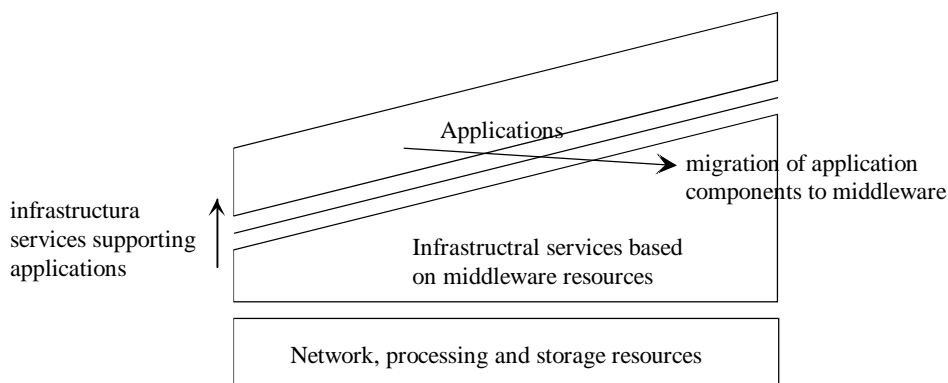 Applications
migration of application
components to middleware
infrastructura
services supporting
applications
Infrastructral services based
on middleware resources
Network, processing and storage resources